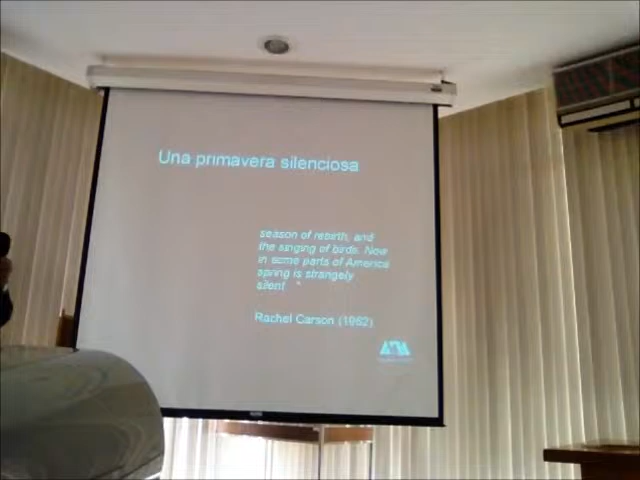 Una primavera silenciosa
season of rebirth, and
the singing of birds. Now
in some parts of America
spring is strangely
silent
Rachel Carson (1962)